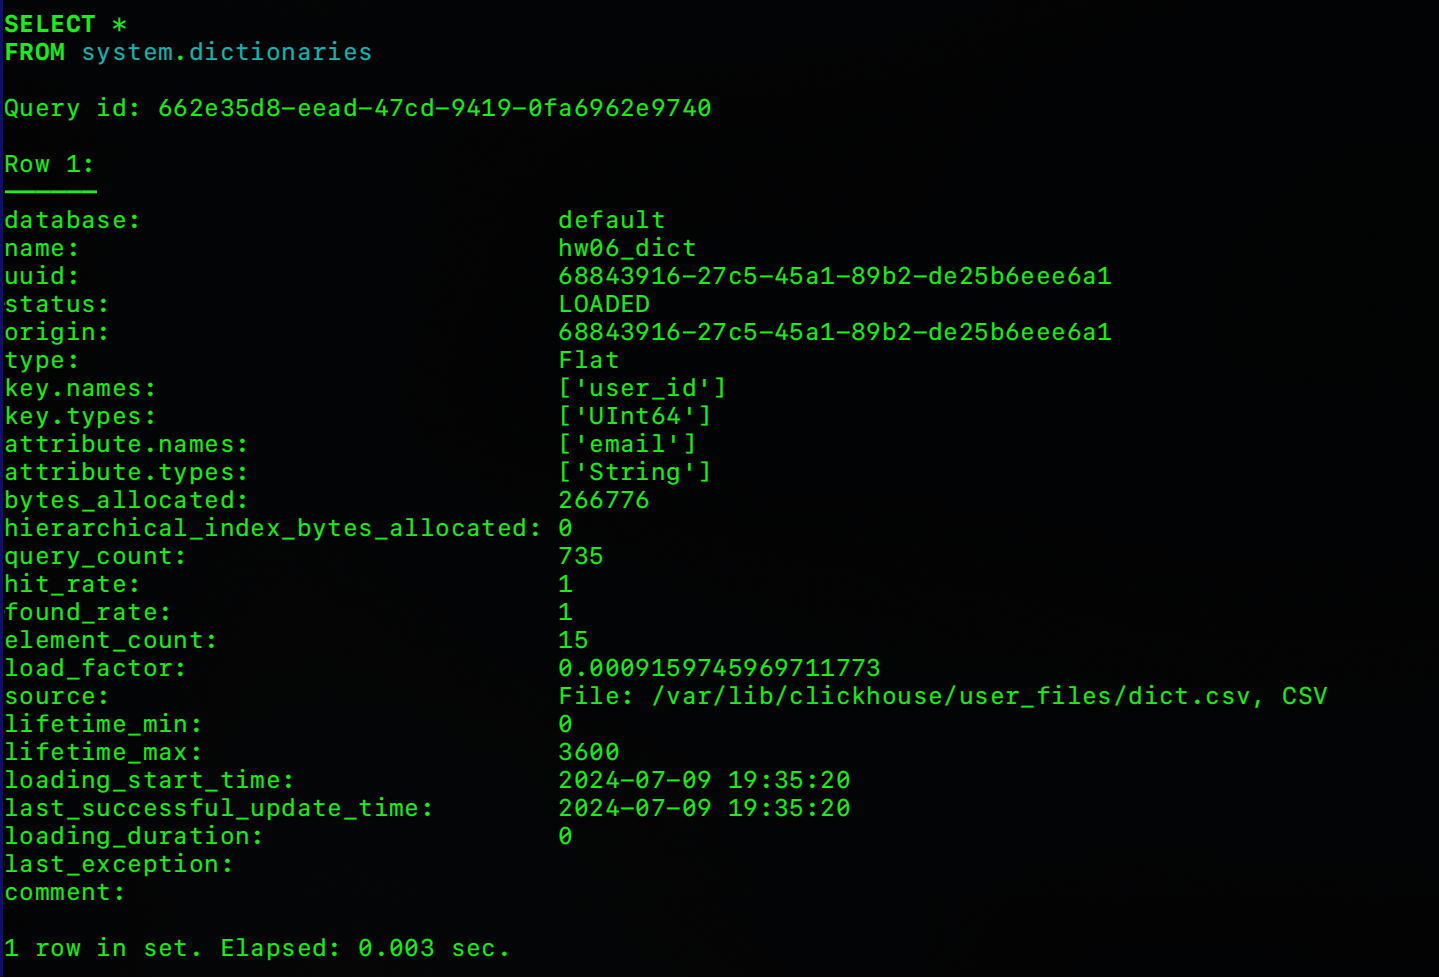 SELECT *
FROM system.dictionaries
Query id: 662e35d8-eead-47cd-9419-0fa6962e9740
Row 1:
──────
database:                           default
name:                               hw06_dict
uuid:                               68843916-27c5-45a1-89b2-de25b6eee6a1
status:                             LOADED
origin:                             68843916-27c5-45a1-89b2-de25b6eee6a1
type:                               Flat
key.names:                          ['user_id']
key.types:                          ['UInt64']
attribute.names:                    ['email']
attribute.types:                    ['String']
bytes_allocated:                    266776
hierarchical_index_bytes_allocated: 0
query_count:                        735
hit_rate:                           1
found_rate:                         1
element_count:                      15
load_factor:                        0.0009159745969711773
source:                             File: /var/lib/clickhouse/user_files/dict.csv, CSV
lifetime_min:                       0
lifetime_max:                       3600
loading_start_time:                 2024-07-09 19:35:20
last_successful_update_time:        2024-07-09 19:35:20
loading_duration:                   0
last_exception:
comment:
1 row in set. Elapsed: 0.003 sec.